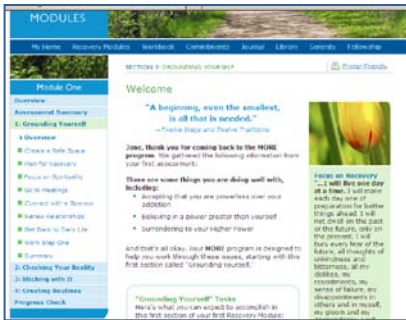 MODULES
My Home Recovery Modules Workbook Commitments Journal Library Serenity Fellowship
Module One
Overview
Assessment Summary
1: Grounding Yourself
Overview
Create a Safe Space
Plan for Recovery
Focus on Spirituality
Go to Meetings
Connect with a Sponsor
Renew Relationships
Get Back to Daily Life
Work Step One
Summary
2: Checking Your Reality
3: Sticking With It
4: Creating Routines
Progress Check
SECTION 1: GROUNDING YOURSELF
Printer Friendly
Welcome
"A beginning, even the smallest,
is all that is needed."
—Twelve Steps and Twelve Traditions
Jane, thank you for coming back to the MORE
program. We gathered the following information from
your first assessment:
There are some things you are doing well with,
including:
Accepting that you are powerless over your
addiction
Believing in a power greater than yourself
Surrendering to your Higher Power
And that's all okay. Your MORE program is designed to
help you work through these issues, starting with the
first section called "Grounding Yourself."
"Grounding Yourself" Tasks
Here's what you can expect to accomplish in
this first section of your first Recovery Module:
Focus on Recovery
"...I will live one day
at a time. I will make
each day one of
preparation for better
things ahead. I will
not dwell on the past
or the future, only on
the present. I will
bury every fear of the
future, all thoughts of
unkindness and
bitterness, all my
dislikes, my
resentments, my
sense of failure, my
disappointments in
others and in myself,
my gloom and my